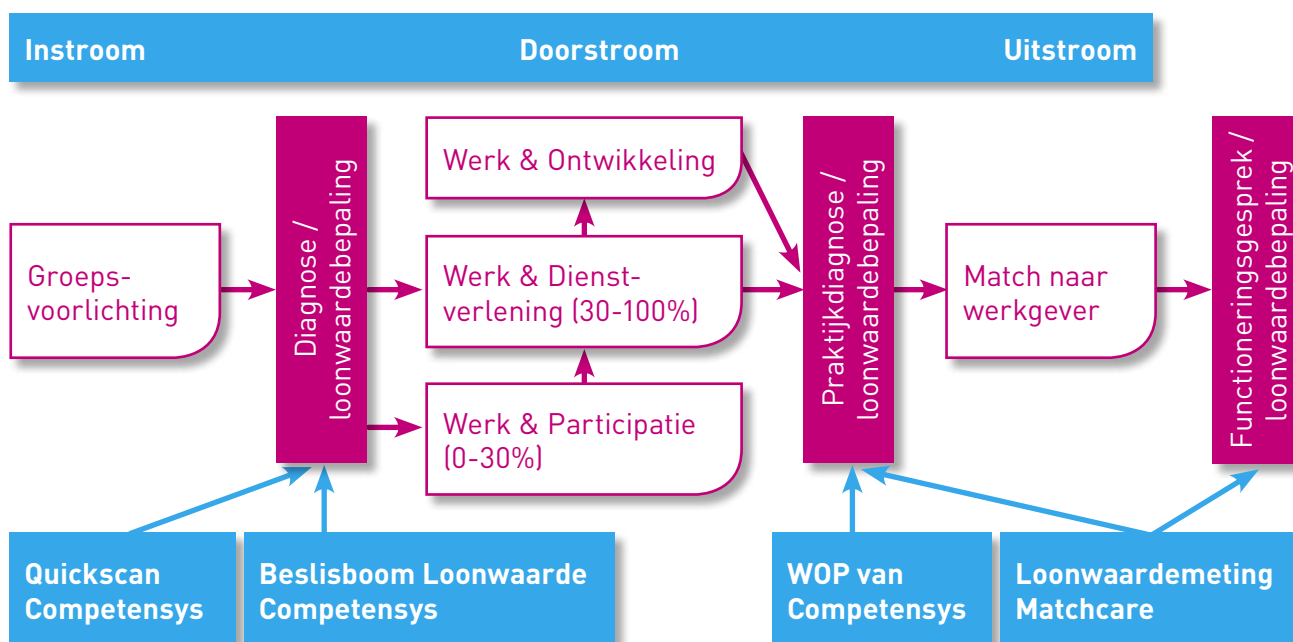 Instroom
Doorstroom
Uitstroom
Groeps-
voorlichting
Diagnose /
loonwaardebepaling
Werk & Ontwikkeling
Werk & Dienst-
verlening (30-100%)
Werk & Participatie
(0-30%)
Praktijkdiagnose /
loonwaardebepaling
Match naar
werkgever
Functioneringsgesprek /
loonwaardebepaling
Quickscan
Competensys
Beslisboom Loonwaarde
Competensys
WOP van
Competensys
Loonwaardemeting
Matchcare